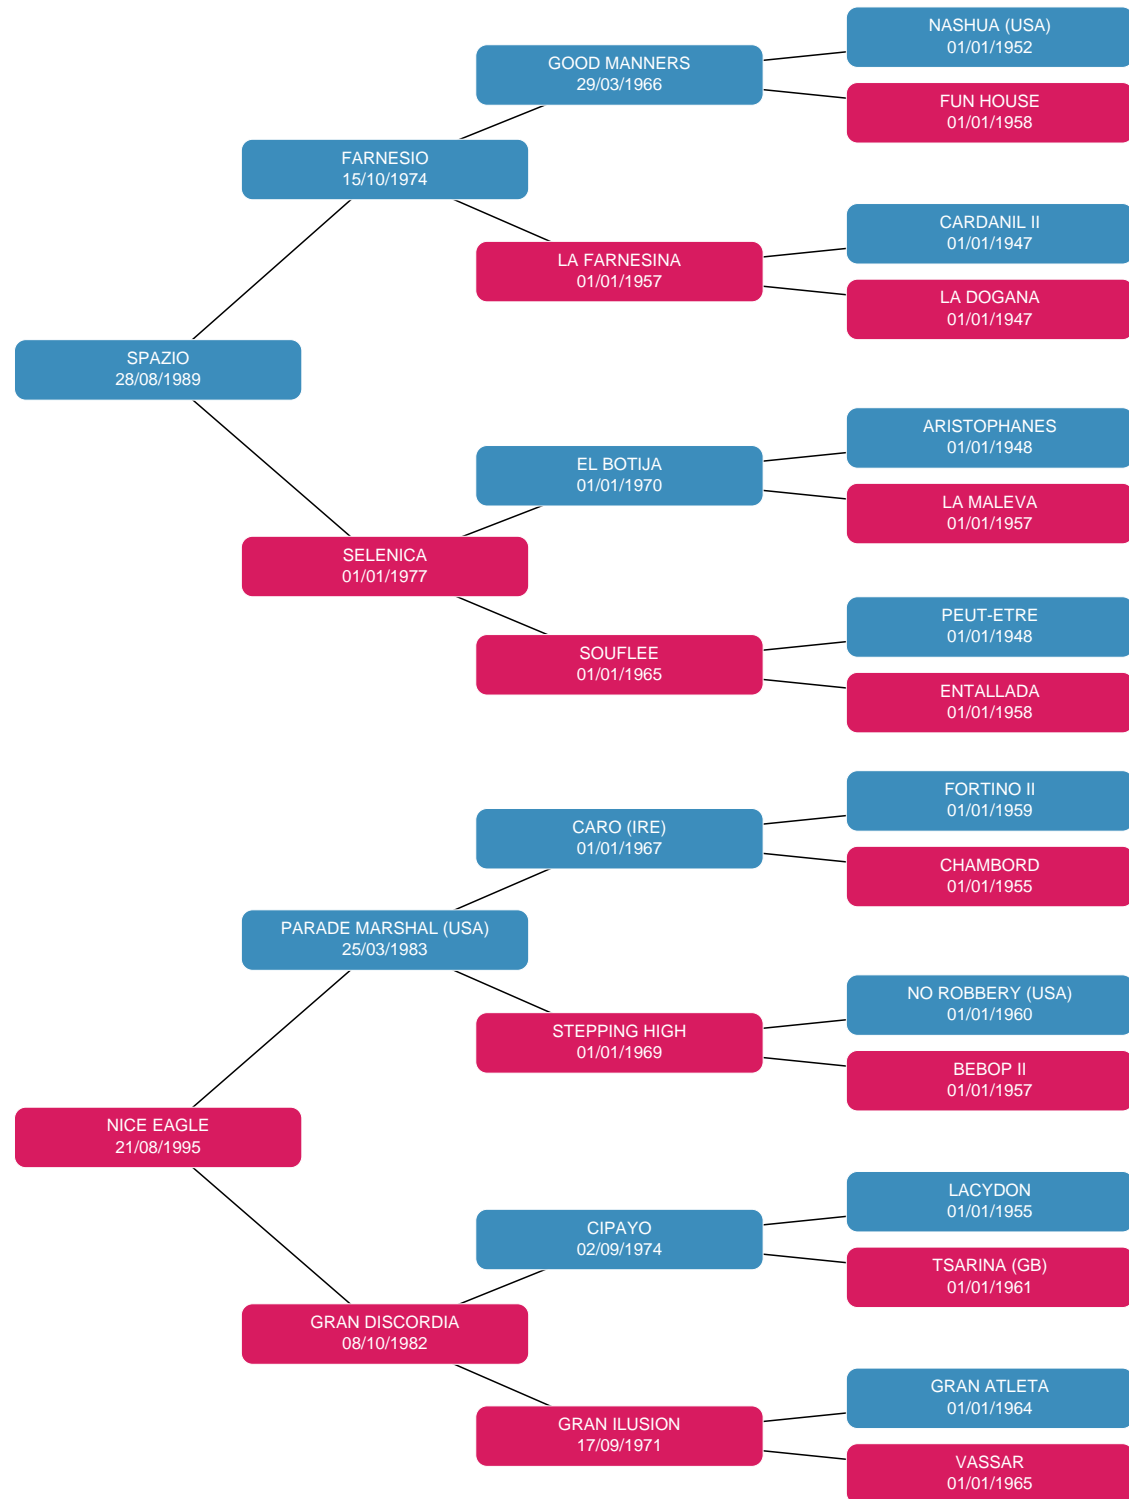 NASHUA (USA)
01/01/1952
GOOD MANNERS
29/03/1966
FUN HOUSE
01/01/1958
FARNESIO
15/10/1974
CARDANIL II
01/01/1947
LA FARNESINA
01/01/1957
LA DOGANA
01/01/1947
SPAZIO
28/08/1989
ARISTOPHANES
01/01/1948
EL BOTIJA
01/01/1970
LA MALEVA
01/01/1957
SELENICA
01/01/1977
PEUT-ETRE
01/01/1948
SOUFLEE
01/01/1965
ENTALLADA
01/01/1958
FORTINO II
01/01/1959
CARO (IRE)
01/01/1967
CHAMBORD
01/01/1955
PARADE MARSHAL (USA)
25/03/1983
NO ROBBERY (USA)
01/01/1960
STEPPING HIGH
01/01/1969
BEBOP II
01/01/1957
NICE EAGLE
21/08/1995
LACYDON
01/01/1955
CIPAYO
02/09/1974
TSARINA (GB)
01/01/1961
GRAN DISCORDIA
08/10/1982
GRAN ATLETA
01/01/1964
GRAN ILUSION
17/09/1971
VASSAR
01/01/1965